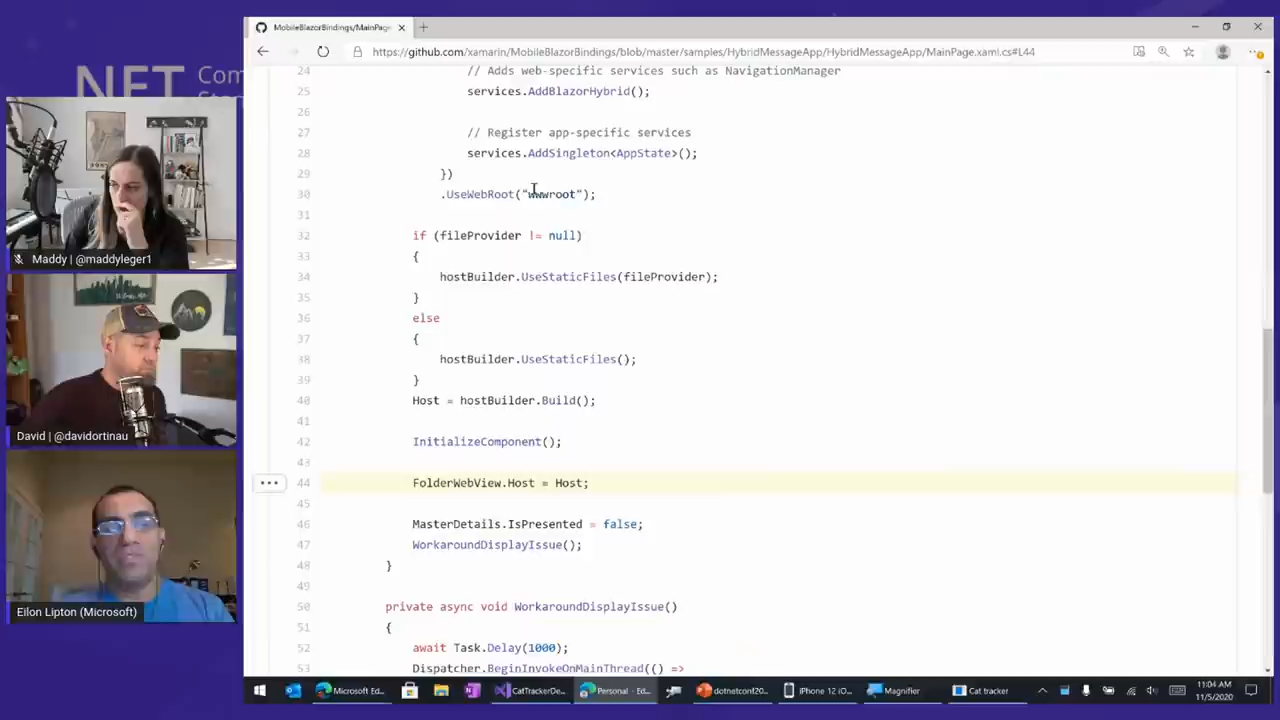 .NET Com
Sta
Maddy | @maddyleger1
David | @davidortinau
Eilon Lipton (Microsoft)
MobileBlazorBindings/MainPage
https://github.com/xamarin/MobileBlazorBindings/blob/master/samples/HybridMessageApp/HybridMessageApp/MainPage.xaml.cs#L44
24 // Adds web-specific services such as NavigationManager
25 services.AddBlazorHybrid();
26
27 // Register app-specific services
28 services.AddSingleton<AppState>();
29 })
30 .UseWebRoot("wwwroot");
31
32 if (fileProvider != null)
33 {
34 hostBuilder.UseStaticFiles(fileProvider);
35 }
36 else
37 {
38 hostBuilder.UseStaticFiles();
39 }
40 Host = hostBuilder.Build();
41
42 InitializeComponent();
43
44 FolderWebView.Host = Host;
45
46 MasterDetails.IsPresented = false;
47 WorkaroundDisplayIssue();
48 }
49
50 private async void WorkaroundDisplayIssue()
51 {
52 await Task.Delay(1000);
53 Dispatcher.BeginInvokeOnMainThread(() =>
Microsoft Ed... CatTrackerDe... Personal - Ed... dotnetconf20... iPhone 12 iO... Magnifier Cat tracker
11:04 AM
11/5/2020